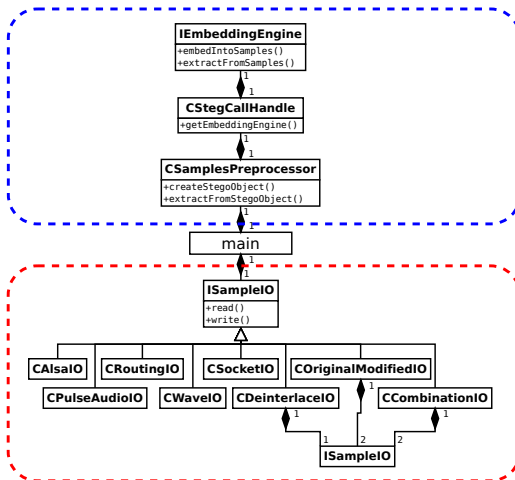 IEmbeddingEngine
+embedIntoSamples()
+extractFromSamples()
1
1
CStegCallHandle
+getEmbeddingEngine()
1
1
CSamplesPreprocessor
+createStegoObject()
+extractFromStegoObject()
1
1
main
1
1
ISampleIO
+read()
+write()
CAlsaIO CRoutingIO CSocketIO COriginalModifiedIO
CPulseAudioIO CWaveIO CDeinterlaceIO CCombinationIO
1 1 1
1 2 2
ISampleIO